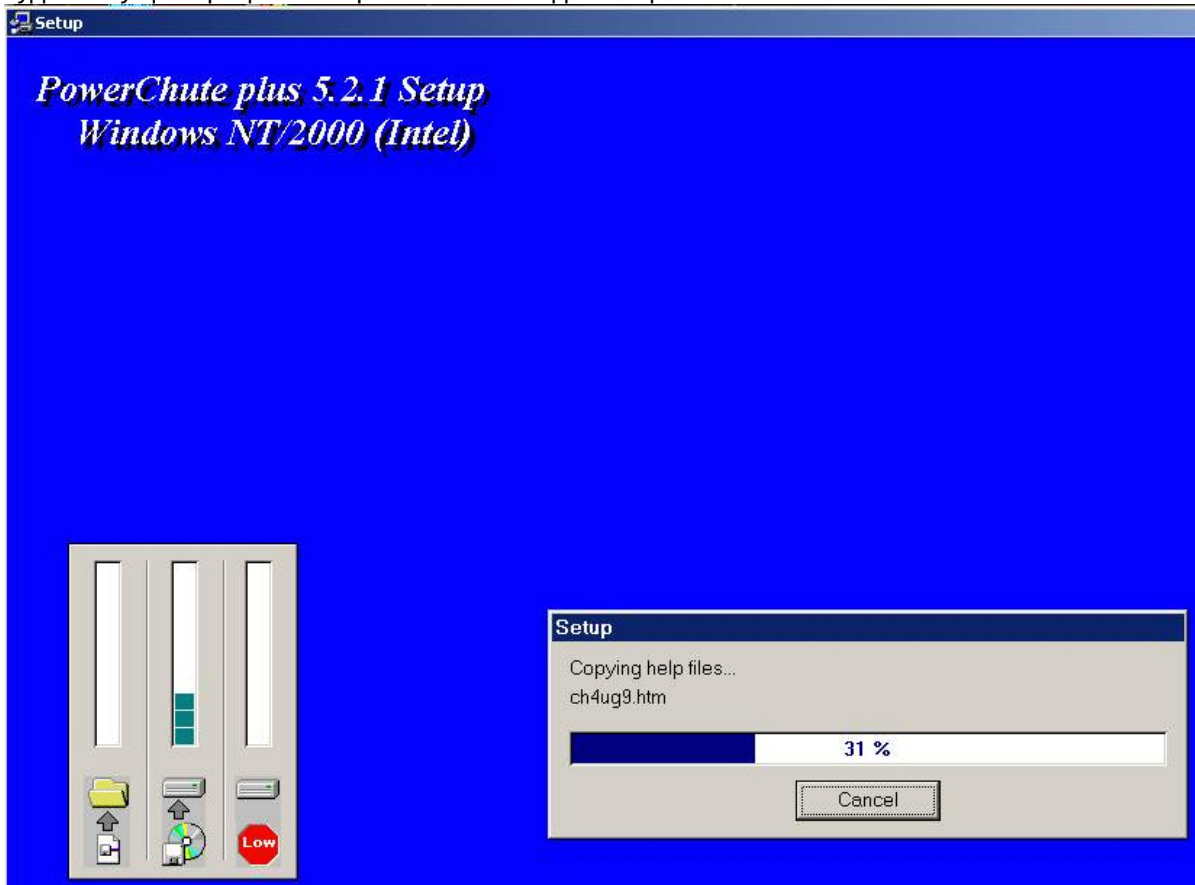 Setup
PowerChute plus 5.2.1 Setup
Windows NT/2000 (Intel)
Setup
Copying help files...
ch4ug9.htm
31 %
Cancel
Low